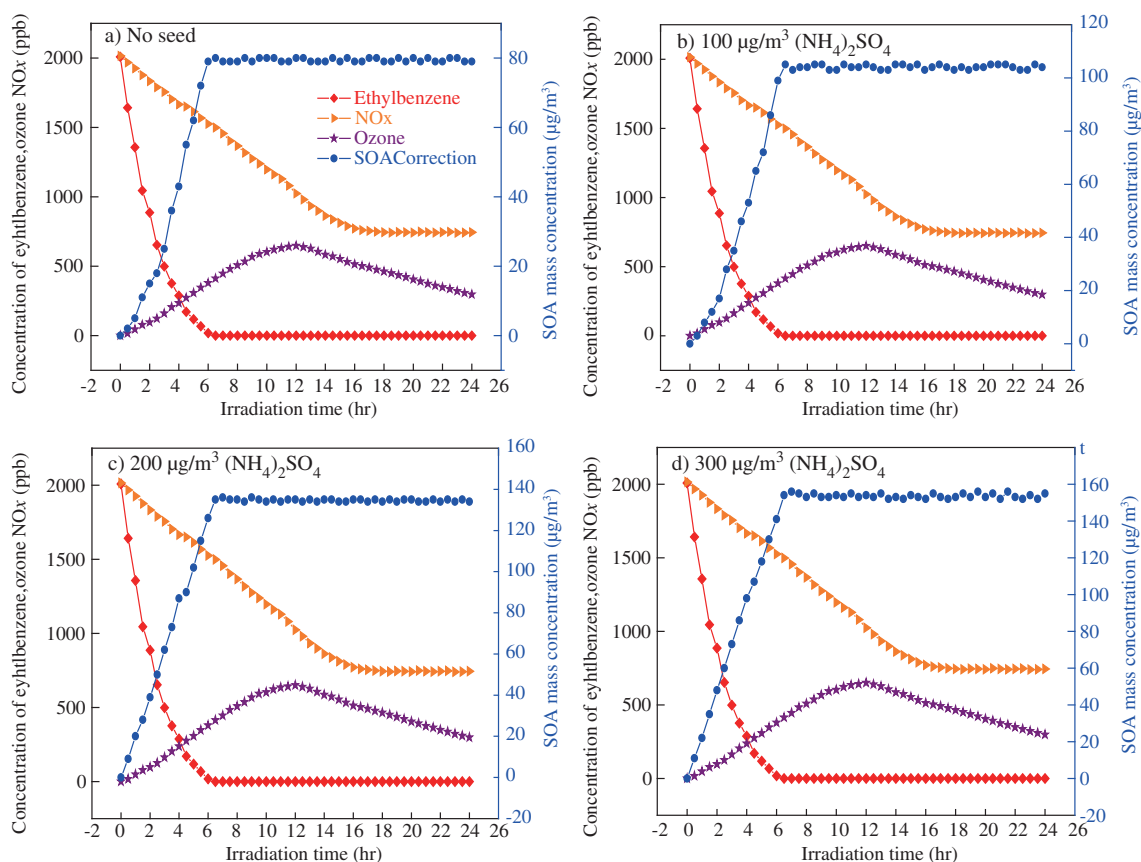 a) No seed
Concentration of eyhtlbenzene,ozone NOx (ppb)
2000
1500
1000
500
0
Ethylbenzene
NOx
Ozone
SOACorrection
80
60
40
20
0
SOA mass concentration (μg/m³)
-2 0 2 4 6 8 10 12 14 16 18 20 22 24 26
Irradiation time (hr)
b) 100 μg/m³ (NH₄)₂SO₄
Concentration of eyhtlbenzene,ozone NOx (ppb)
2000
1500
1000
500
0
120
100
80
60
40
20
0
SOA mass concentration (μg/m³)
-2 0 2 4 6 8 10 12 14 16 18 20 22 24 26
Irradiation time (hr)
c) 200 μg/m³ (NH₄)₂SO₄
Concentration of eyhtlbenzene,ozone NOx (ppb)
2000
1500
1000
500
0
160
140
120
100
80
60
40
20
0
-20
SOA mass concentration (μg/m³)
-2 0 2 4 6 8 10 12 14 16 18 20 22 24 26
Irradiation time (hr)
d) 300 μg/m³ (NH₄)₂SO₄
Concentration of eyhtlbenzene,ozone NOx (ppb)
2000
1500
1000
500
0
t
160
140
120
100
80
60
40
20
0
-20
SOA mass concentration (μg/m³)
-2 0 2 4 6 8 10 12 14 16 18 20 22 24 26
Irradiation time (hr)